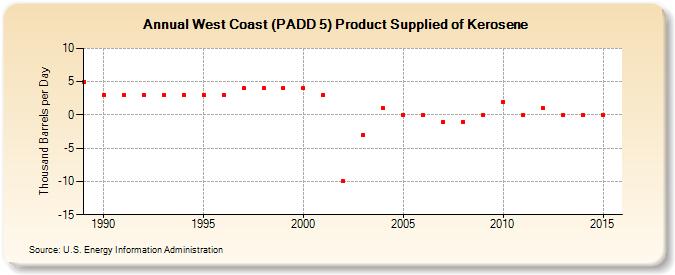 Annual West Coast (PADD 5) Product Supplied of Kerosene
Thousand Barrels per Day
10
5
0
-5
-10
-15
1990 1995 2000 2005 2010 2015
Source: U.S. Energy Information Administration